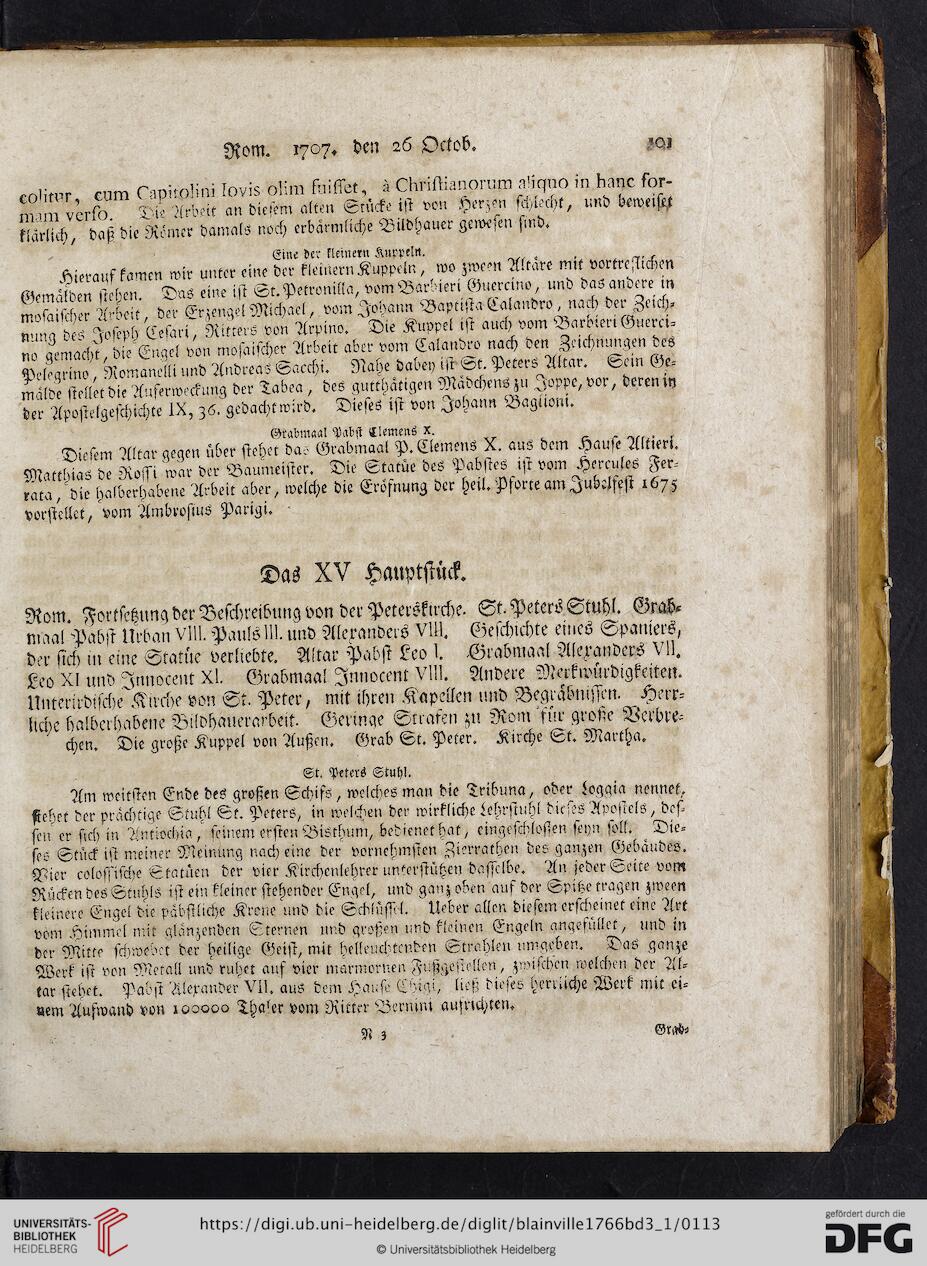 Rom. 1707. den 26 Octob. 101
colitur, cum Capitolini Iovis olim fuisset, à Christianorum aliquo in hanc for-
mam verso. Die Arbeit an diesem alten Stücke ist von Herzen schlecht, und beweiset
klärlich, daß die Römer damals noch erbärmliche Bildhauer gewesen sind.
Eine der kleinern Kuppeln.
Hierauf kamen wir unter eine der kleinern Kuppeln, wo zween Altäre mit vortreflichen
Gemälden stehen. Das eine ist St. Petronilla, vom Barbieri Guercino, und das andere in
mosaischer Arbeit, der Erzengel Michael, vom Johann Baptista Calandro, nach der Zeich-
nung des Joseph Cesari, Ritters von Arpino. Die Kuppel ist auch vom Barbieri Guerci-
no gemacht, die Engel von mosaischer Arbeit aber vom Calandro nach den Zeichnungen des
Pelegrino, Romanelli und Andreas Sacchi. Nahe dabey ist St. Peters Altar. Sein Ge-
mälde stellet die Auferweckung der Tabea, des gutthätigen Mädchens zu Joppe, vor, deren in
der Apostelgeschichte IX, 36. gedacht wird. Dieses ist von Johann Baglioni.
Grabmaal Pabst Clemens X.
Diesem Altar gegen über stehet das Grabmaal P. Clemens X. aus dem Hause Altieri.
Matthias de Rossi war der Baumeister. Die Statüe des Pabstes ist vom Hercules Fer-
rata, die halberhabene Arbeit aber, welche die Eröfnung der heil. Pforte am Jubelfest 1675
vorstellet, vom Ambrosius Parigi.
Das XV Hauptstück.
Rom. Fortsetzung der Beschreibung von der Peterskirche. St. Peters Stuhl. Grab-
maal Pabst Urban VIII. Pauls III. und Alexanders VIII. Geschichte eines Spaniers,
der sich in eine Statüe verliebte. Altar Pabst Leo I. Grabmaal Alexanders VII.
Leo XI und Innocent XI. Grabmaal Innocent VIII. Andere Merkwürdigkeiten.
Unterirdische Kirche von St. Peter, mit ihren Kapellen und Begräbnissen. Herr-
liche halberhabene Bildhauerarbeit. Geringe Strafen zu Rom für große Verbre-
chen. Die große Kuppel von Außen. Grab St. Peter. Kirche St. Martha.
St. Peters Stuhl.
Am weitsten Ende des großen Schifs, welches man die Tribuna, oder Loggia nennet,
stehet der prächtige Stuhl St. Peters, in welchen der wirkliche Lehrstuhl dieses Apostels, des-
sen er sich in Antiochia, seinem ersten Bisthum, bedienet hat, eingeschlosten seyn soll. Die-
ses Stück ist meiner Meinung nach eine der vornehmsten Zierrathen des ganzen Gebäudes.
Vier colossische Statüen der vier Kirchenlehrer unterstützen dasselbe. An jeder Seite vom
Rücken des Stuhls ist ein kleiner stehender Engel, und ganz oben auf der Spitze tragen zween
kleinere Engel die päbstliche Krone und die Schlüssel. Ueber allen diesem erscheinet eine Art
vom Himmel mit glänzenden Sternen und großen und kleinen Engeln angefüllet, und in
der Mitte schwebet der heilige Geist, mit helleuchtenden Strahlen umgeben. Das ganze
Werk ist von Metall und ruhet auf vier marmornen Fußgestellen, zwischen welchen der Al-
tar stehet. Pabst Alexander VII. aus dem Hause Chigi, ließ dieses herrliche Werk mit ei-
nem Aufwand von 100000 Thaler vom Ritter Bernini aufrichten.
N 3 Grab-
UNIVERSITÄTS-
BIBLIOTHEK
HEIDELBERG
https://digi.ub.uni-heidelberg.de/diglit/blainville1766bd3_1/0113
© Universitätsbibliothek Heidelberg
gefördert durch die
DFG